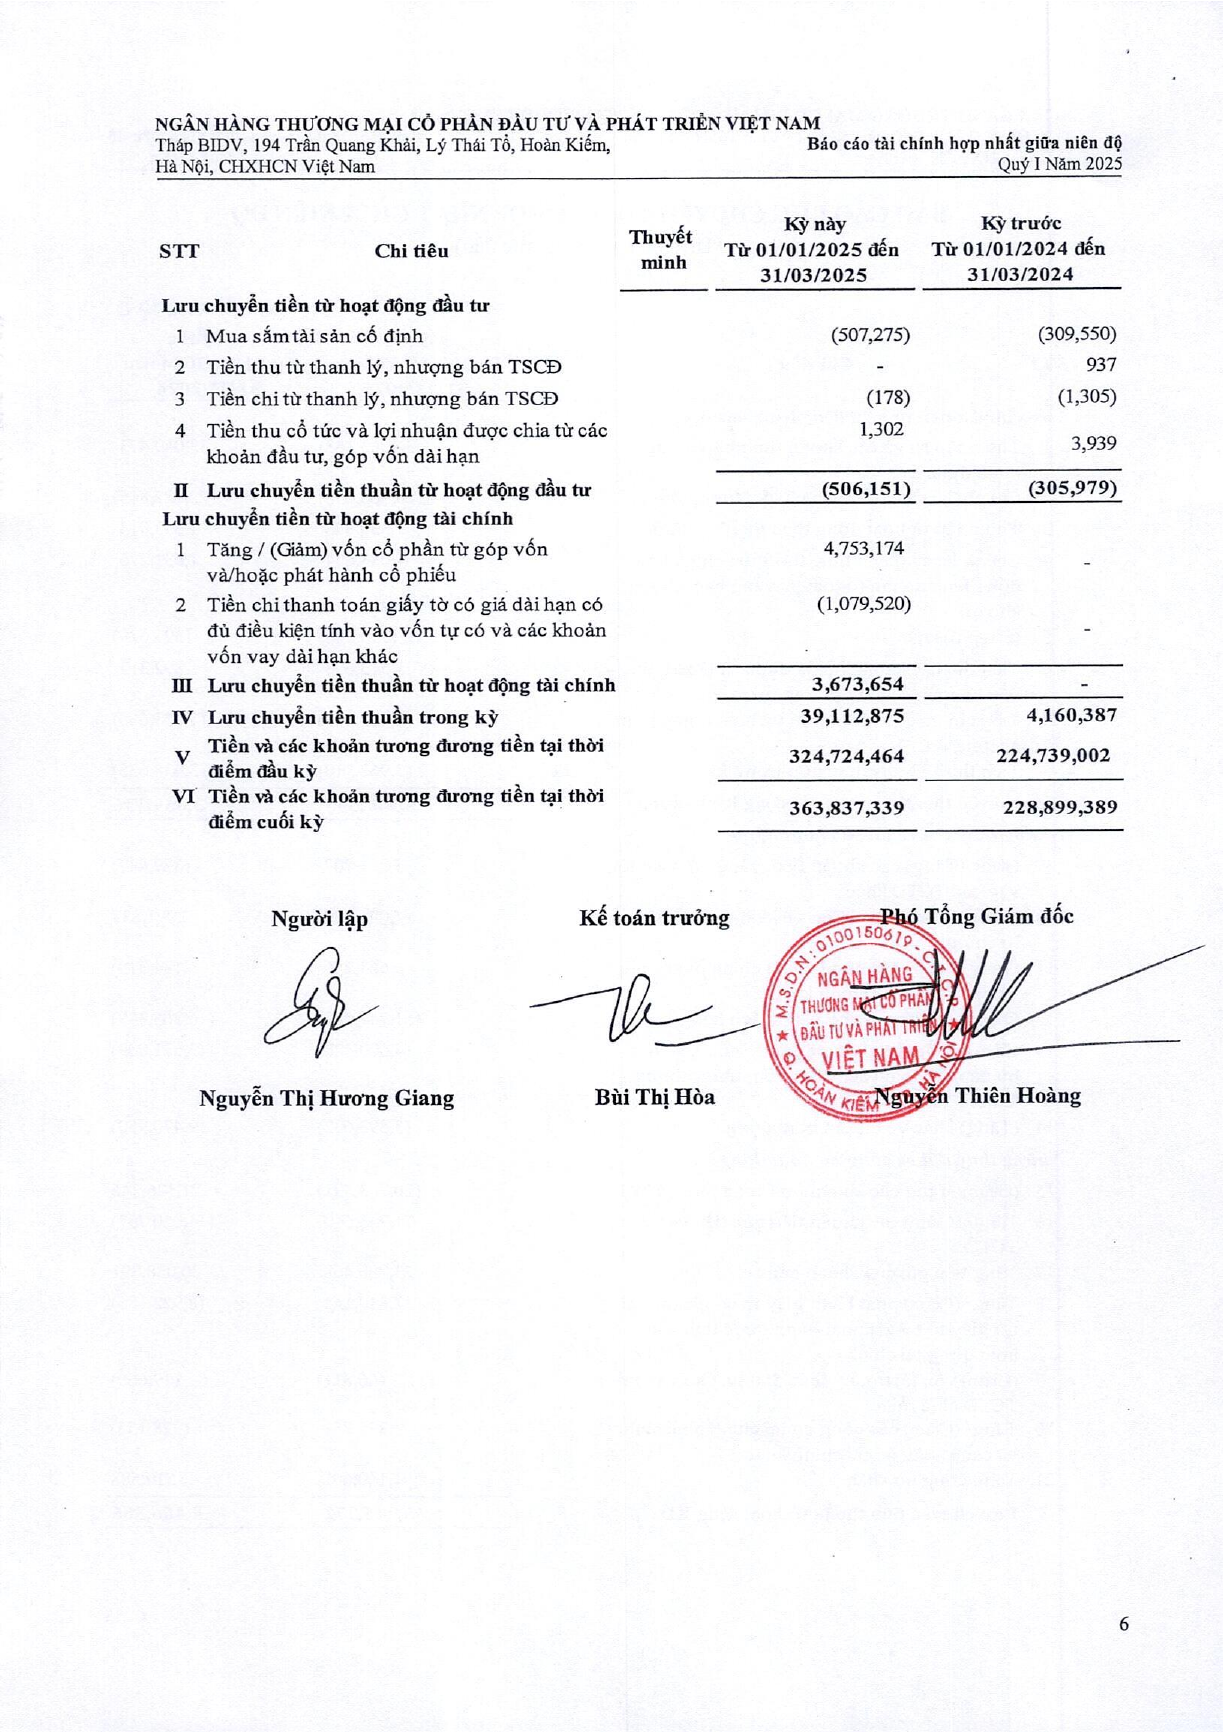 NGÂN HÀNG THƯƠNG MẠI CỔ PHẦN ĐẦU TƯ VÀ PHÁT TRIỂN VIỆT NAM
Tháp BIDV, 194 Trần Quang Khải, Lý Thái Tổ, Hoàn Kiếm,
Báo cáo tài chính hợp nhất giữa niên độ
Hà Nội, CHXHCN Việt Nam
Quý I Năm 2025
STT
Chỉ tiêu
Thuyết
minh
Kỳ này
Từ 01/01/2025 đến
31/03/2025
Kỳ trước
Từ 01/01/2024 đến
31/03/2024
Lưu chuyển tiền từ hoạt động đầu tư
1 Mua sắm tài sản cố định (507,275) (309,550)
2 Tiền thu từ thanh lý, nhượng bán TSCĐ - 937
3 Tiền chi từ thanh lý, nhượng bán TSCĐ (178) (1,305)
4 Tiền thu cổ tức và lợi nhuận được chia từ các 1,302
khoản đầu tư, góp vốn dài hạn 3,939
II Lưu chuyển tiền thuần từ hoạt động đầu tư (506,151) (305,979)
Lưu chuyển tiền từ hoạt động tài chính
1 Tăng / (Giảm) vốn cổ phần từ góp vốn 4,753,174
và/hoặc phát hành cổ phiếu -
2 Tiền chi thanh toán giấy tờ có giá dài hạn có (1,079,520)
đủ điều kiện tính vào vốn tự có và các khoản -
vốn vay dài hạn khác
III Lưu chuyển tiền thuần từ hoạt động tài chính 3,673,654 -
IV Lưu chuyển tiền thuần trong kỳ 39,112,875 4,160,387
V Tiền và các khoản tương đương tiền tại thời
điểm đầu kỳ 324,724,464 224,739,002
VI Tiền và các khoản tương đương tiền tại thời
điểm cuối kỳ 363,837,339 228,899,389
Người lập
Kế toán trưởng
Phó Tổng Giám đốc
M.S.D.N: 0100150619 - C.T.C.P
NGÂN HÀNG
THƯƠNG MẠI CỔ PHẦN
ĐẦU TƯ VÀ PHÁT TRIỂN
VIỆT NAM
Q. HOÀN KIẾM - TP. HÀ NỘI
Nguyễn Thị Hương Giang
Bùi Thị Hòa
Nguyễn Thiên Hoàng
6